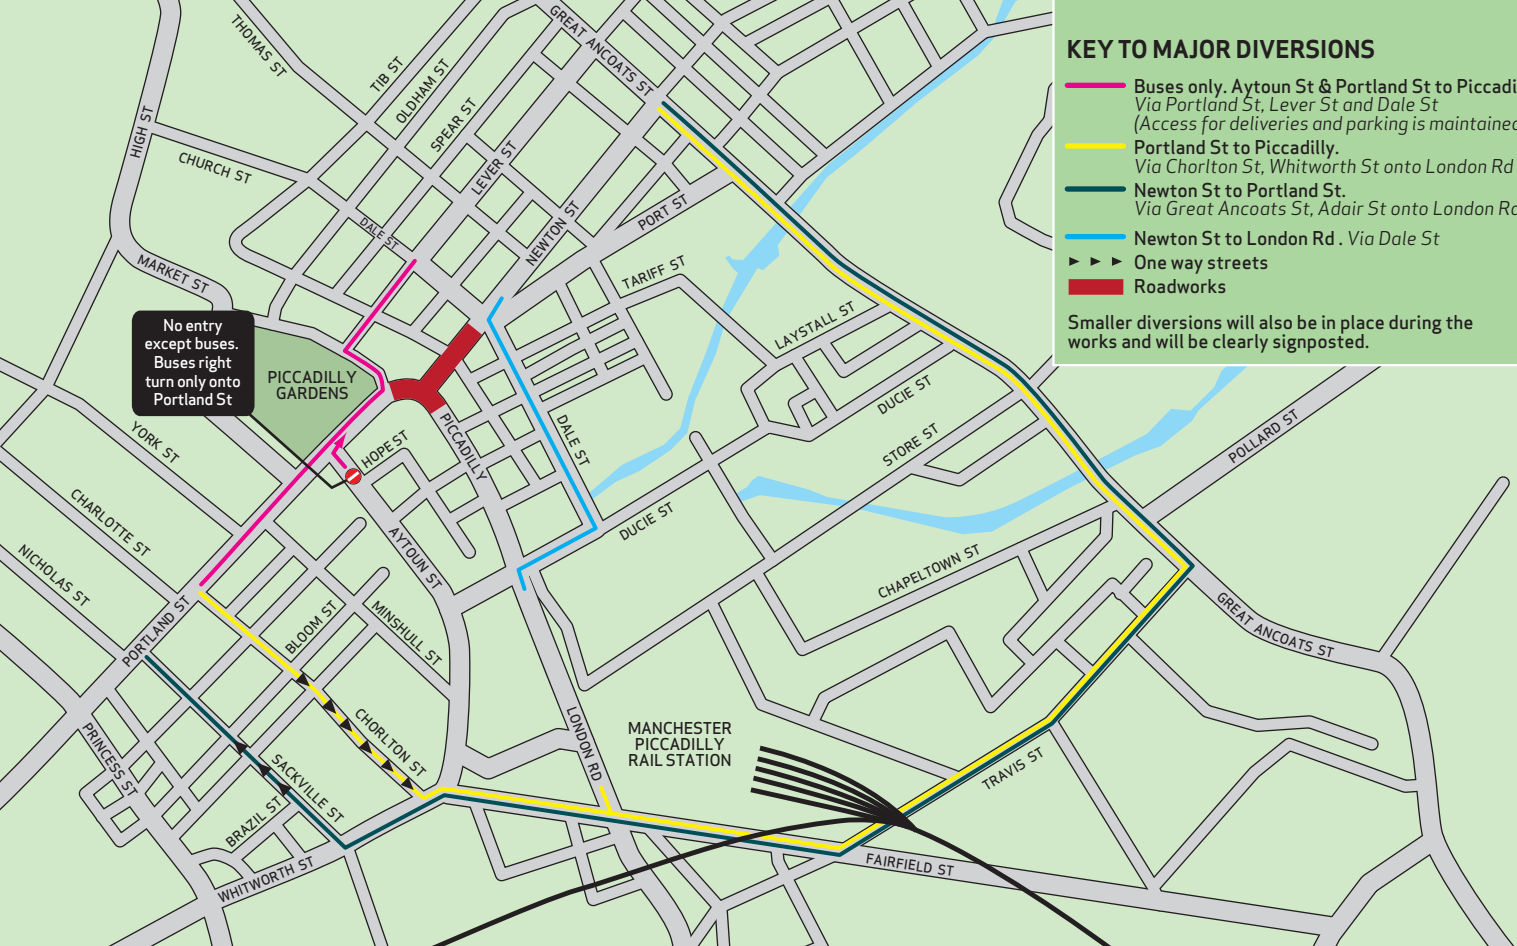 KEY TO MAJOR DIVERSIONS
Buses only. Aytoun St & Portland St to Piccadi
Via Portland St, Lever St and Dale St
(Access for deliveries and parking is maintained
Portland St to Piccadilly.
Via Chorlton St, Whitworth St onto London Rd
Newton St to Portland St.
Via Great Ancoats St, Adair St onto London Rd
Newton St to London Rd . Via Dale St
One way streets
Roadworks
Smaller diversions will also be in place during the
works and will be clearly signposted.
THOMAS ST
TIB ST
OLDHAM ST
SPEAR ST
LEVER ST
GREAT ANCOATS ST
HIGH ST
CHURCH ST
DALE ST
NEWTON ST
PORT ST
TARIFF ST
MARKET ST
LAYSTALL ST
No entry
except buses.
Buses right
turn only onto
Portland St
PICCADILLY
GARDENS
DUCIE ST
STORE ST
POLLARD ST
YORK ST
HOPE ST
PICCADILLY
DALE ST
CHARLOTTE ST
DUCIE ST
NICHOLAS ST
AYTOUN ST
CHAPELTOWN ST
PORTLAND ST
BLOOM ST
MINSHULL ST
GREAT ANCOATS ST
PRINCESS ST
CHORLTON ST
LONDON RD
MANCHESTER
PICCADILLY
RAIL STATION
SACKVILLE ST
TRAVIS ST
BRAZIL ST
WHITWORTH ST
FAIRFIELD ST